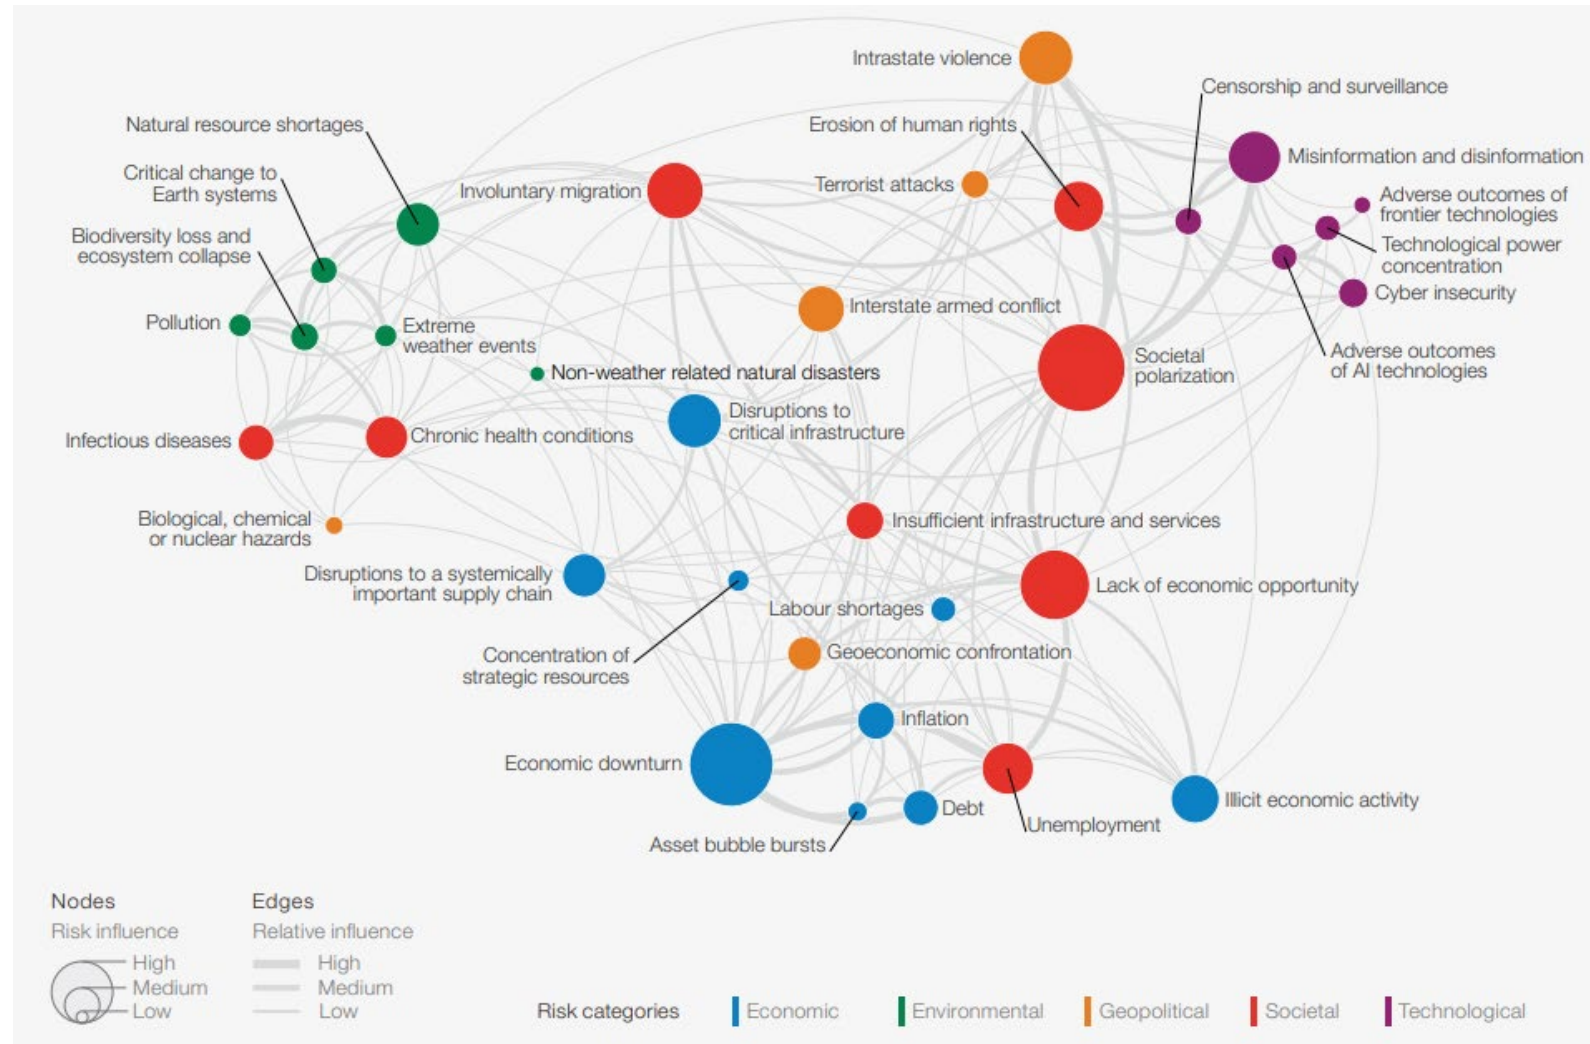 Intrastate violence
Censorship and surveillance
Natural resource shortages
Erosion of human rights
Misinformation and disinformation
Critical change to
Earth systems
Involuntary migration
Terrorist attacks
Adverse outcomes of
frontier technologies
Biodiversity loss and
ecosystem collapse
Technological power
concentration
Cyber insecurity
Interstate armed conflict
Pollution
Extreme
weather events
Adverse outcomes
of AI technologies
Societal
polarization
Non-weather related natural disasters
Disruptions to
critical infrastructure
Infectious diseases
Chronic health conditions
Biological, chemical
or nuclear hazards
Insufficient infrastructure and services
Disruptions to a systemically
important supply chain
Lack of economic opportunity
Labour shortages
Concentration of
strategic resources
Geoeconomic confrontation
Inflation
Economic downturn
Debt
Illicit economic activity
Unemployment
Asset bubble bursts
Nodes
Risk influence
High
Medium
Low
Edges
Relative influence
High
Medium
Low
Risk categories
Economic
Environmental
Geopolitical
Societal
Technological